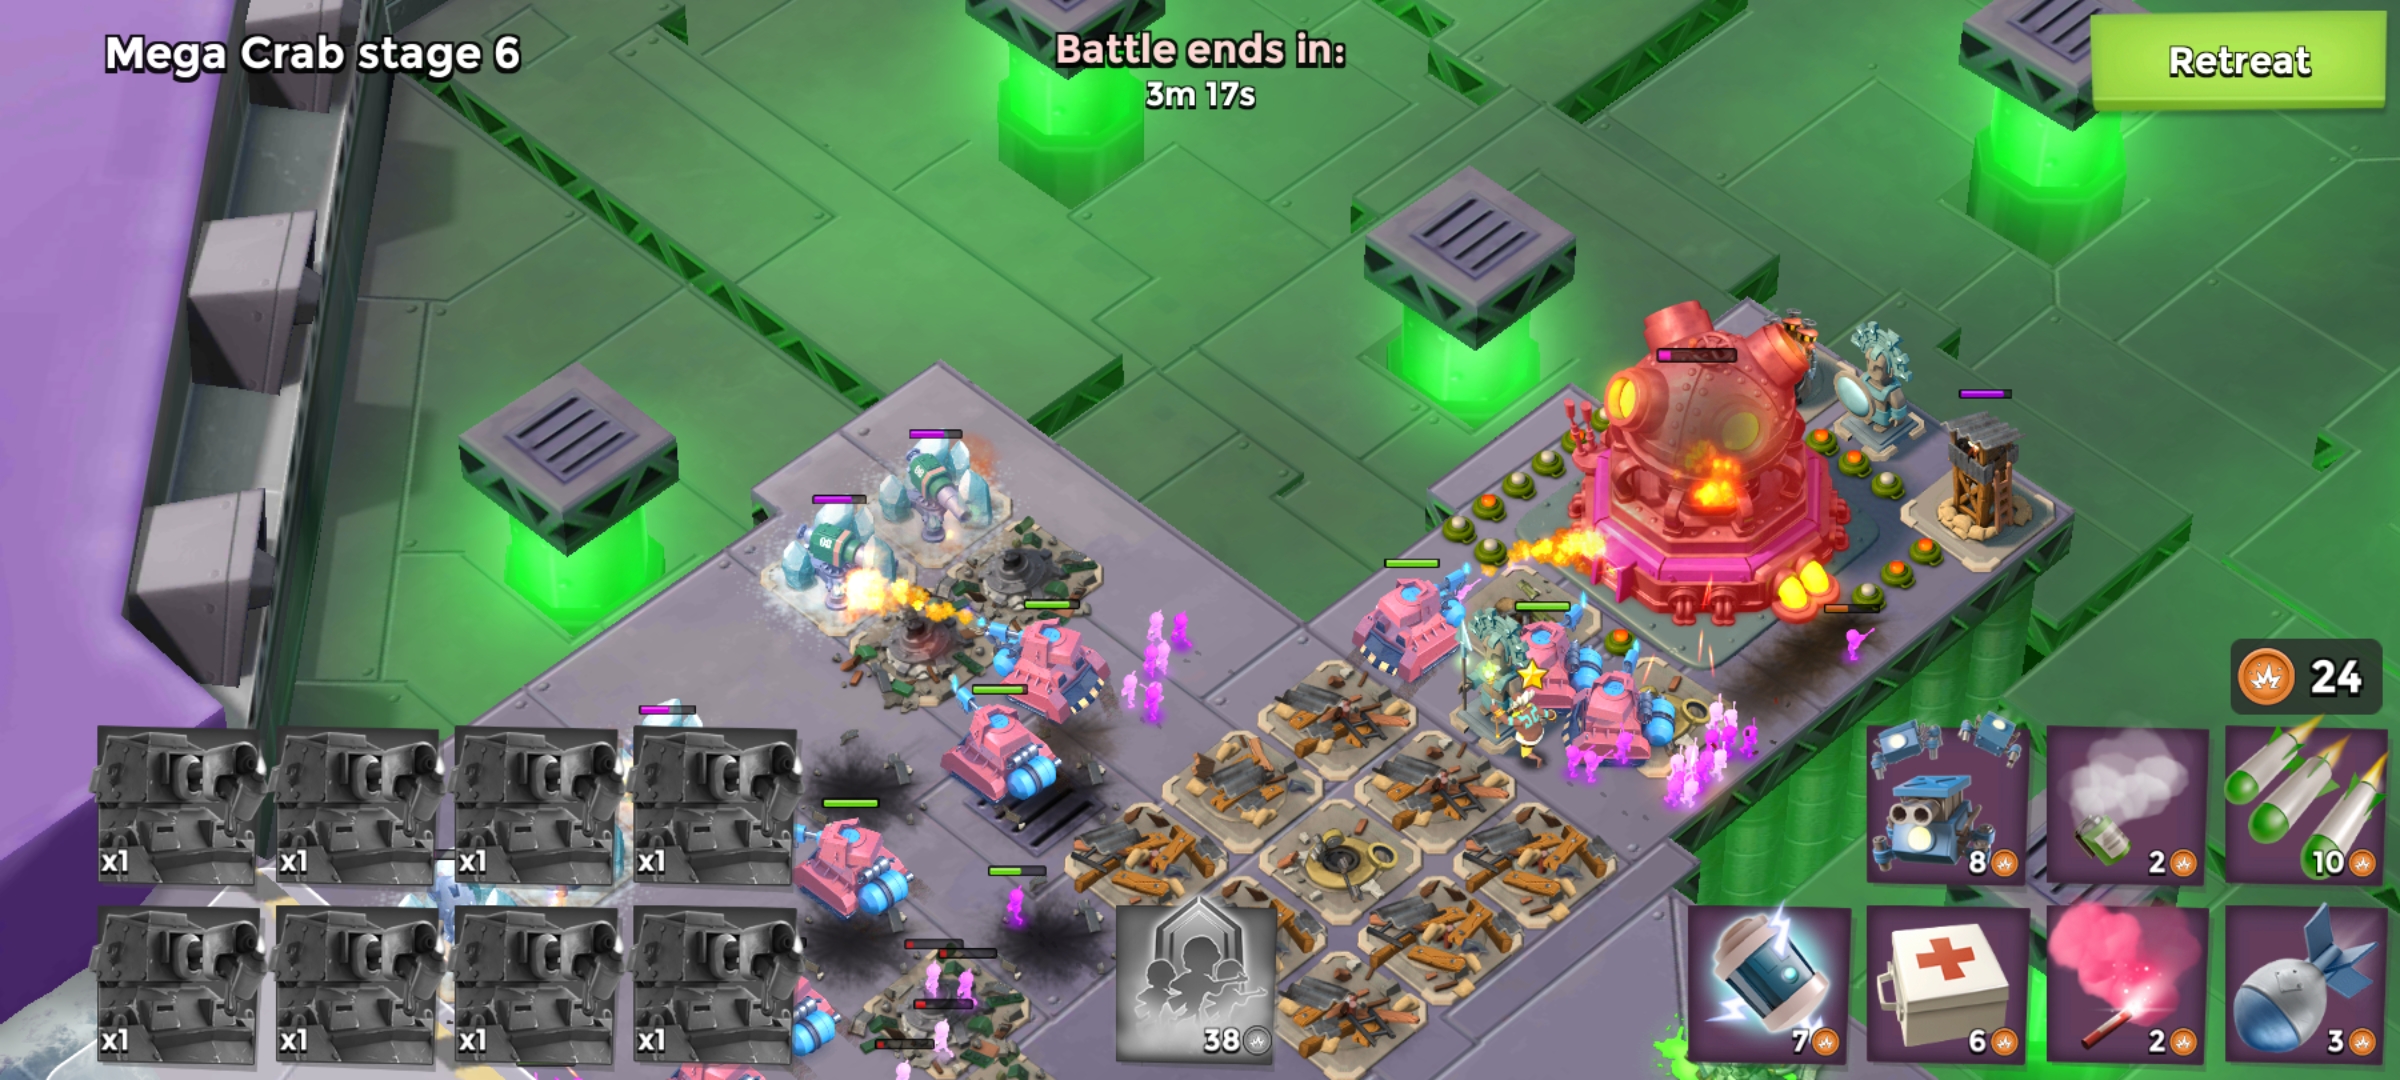 Mega Crab stage 6
Battle ends in:
3m 17s
Retreat
24
x1
x1
x1
x1
8
2
10
x1
x1
x1
x1
38
7
6
2
3